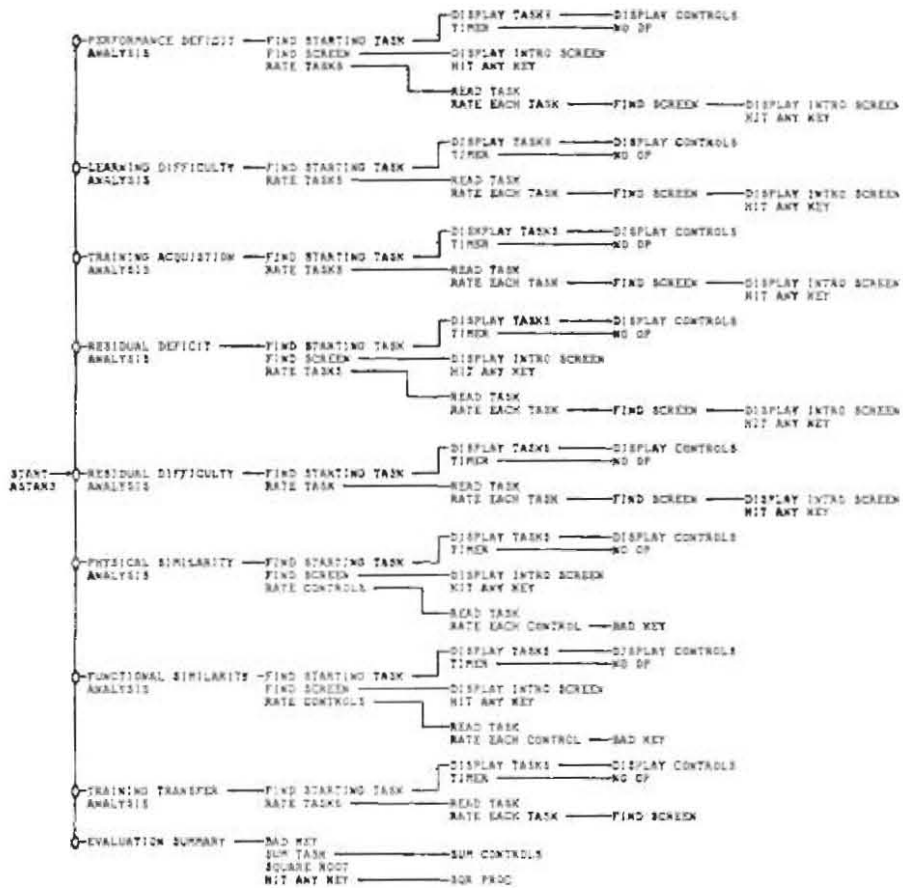 DISPLAY TASKS DISPLAY CONTROLS
TIMER NO OP
PERFORMANCE DEFICIT FIND STARTING TASK
ANALYSIS FIND SCREEN DISPLAY INTRO SCREEN
RATE TASKS HIT ANY KEY
READ TASK
RATE EACH TASK FIND SCREEN DISPLAY INTRO SCREEN
HIT ANY KEY
DISPLAY TASKS DISPLAY CONTROLS
TIMER NO OP
LEARNING DIFFICULTY FIND STARTING TASK
ANALYSIS RATE TASKS READ TASK
RATE EACH TASK FIND SCREEN DISPLAY INTRO SCREEN
HIT ANY KEY
DISKPLAY TASKS DISPLAY CONTROLS
TIMER NO OP
TRAINING ACQUISTION FIND STARTING TASK
ANALYSIS RATE TASKS READ TASK
RATE EACH TASK FIND SCREEN DISPLAY INTRO SCREEN
HIT ANY KEY
DISPLAY TASKS DISPLAY CONTROLS
TIMER NO OP
RESIDUAL DEFICIT FIND STARTING TASK
ANALYSIS FIND SCREEN DISPLAY INTRO SCREEN
RATE TASKS HIT ANY KEY
READ TASK
RATE EACH TASK FIND SCREEN DISPLAY INTRO SCREEN
HIT ANY KEY
DISPLAY TASKS DISPLAY CONTROLS
TIMER NO OP
START RESIDUAL DIFFICULTY FIND STARTING TASK
ASTAR3 ANALYSIS RATE TASK READ TASK
RATE EACH TASK FIND SCREEN DISPLAY INTRO SCREEN
HIT ANY KEY
DISPLAY TASKS DISPLAY CONTROLS
TIMER NO OP
PHYSICAL SIMILARITY FIND STARTING TASK
ANALYSIS FIND SCREEN DISPLAY INTRO SCREEN
RATE CONTROLS HIT ANY KEY
READ TASK
RATE EACH CONTROL BAD KEY
DISPLAY TASKS DISPLAY CONTROLS
TIMER NO OP
FUNCTIONAL SIMILARITY FIND STARTING TASK
ANALYSIS FIND SCREEN DISPLAY INTRO SCREEN
RATE CONTROLS HIT ANY KEY
READ TASK
RATE EACH CONTROL BAD KEY
DISPLAY TASKS DISPLAY CONTROLS
TIMER NO OP
TRAINING TRANSFER FIND STARTING TASK
ANALYSIS RATE TASKS READ TASK
RATE EACH TASK FIND SCREEN
EVALUATION SUMMARY BAD KEY
SUM TASK SUM CONTROLS
SQUARE ROOT
HIT ANY KEY SQR PROC